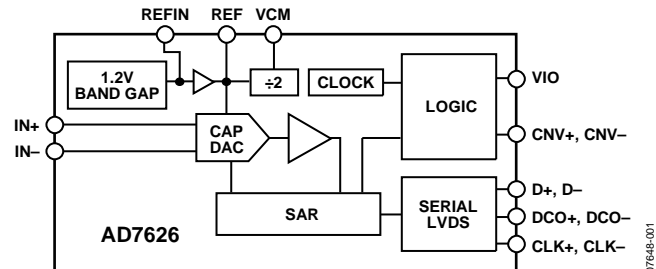 REFIN REF VCM
1.2V
BAND GAP
÷2
CLOCK
LOGIC
VIO
IN+
IN–
CAP
DAC
CNV+, CNV–
SAR
SERIAL
LVDS
D+, D–
DCO+, DCO–
CLK+, CLK–
AD7626
07648-001